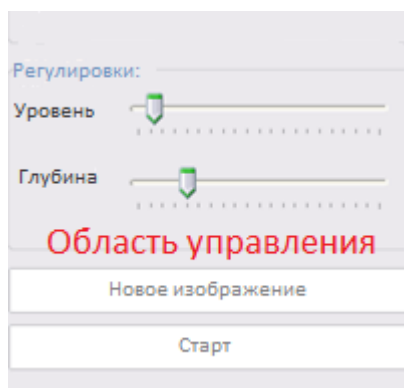 Регулировки:
Уровень
Глубина
Область управления
Новое изображение
Старт